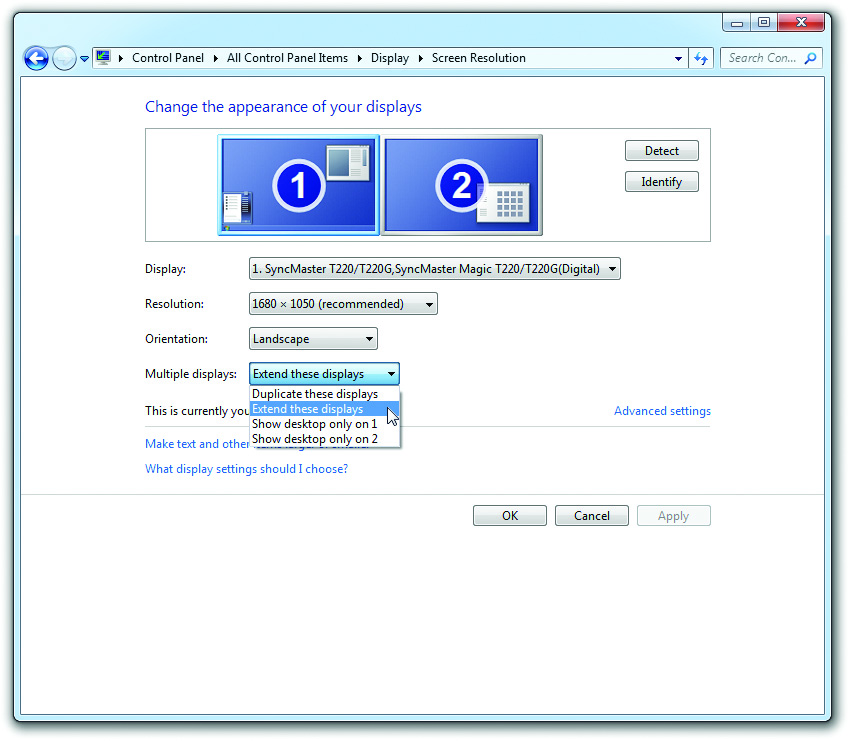 Control Panel All Control Panel Items Display Screen Resolution Search Con...
Change the appearance of your displays
1 2
Detect
Identify
Display: 1. SyncMaster T220/T220G,SyncMaster Magic T220/T220G(Digital)
Resolution: 1680 × 1050 (recommended)
Orientation: Landscape
Multiple displays: Extend these displays
Duplicate these displays
This is currently you Extend these displays Advanced settings
Show desktop only on 1
Make text and other Show desktop only on 2
What display settings should I choose?
OK Cancel Apply